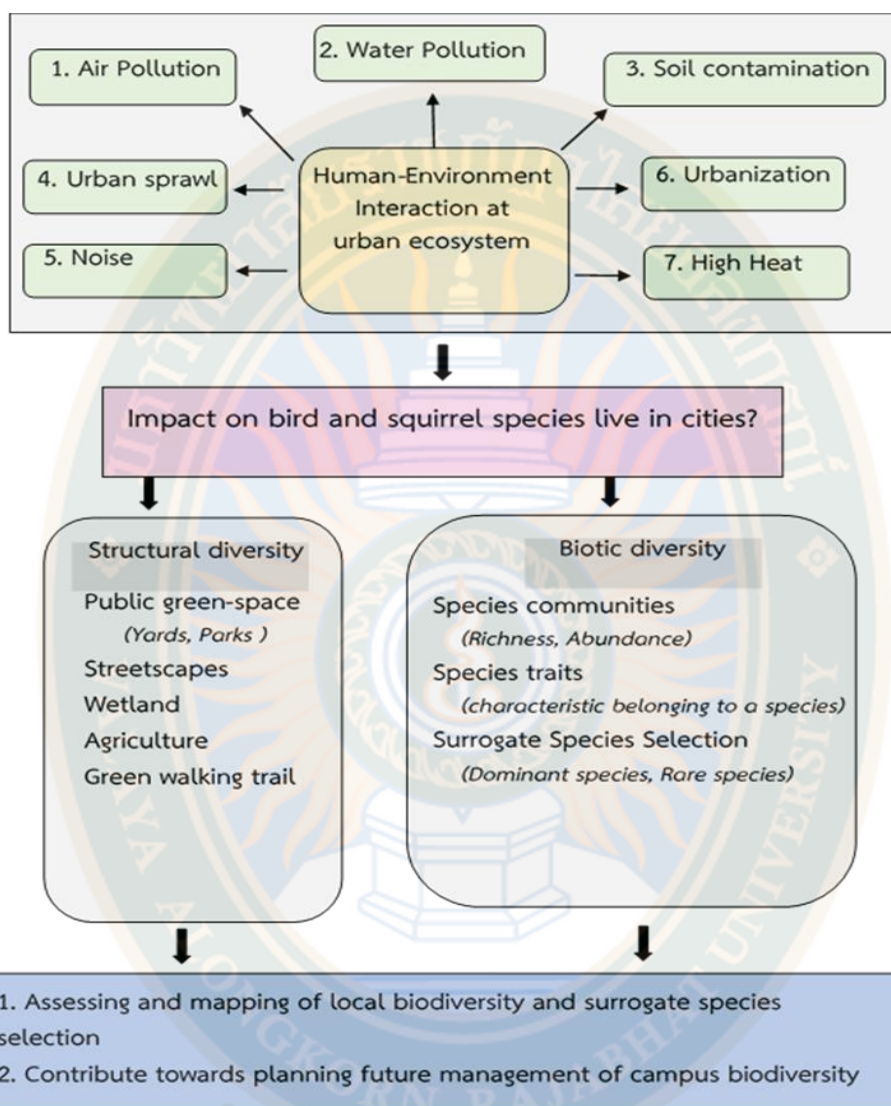 1. Air Pollution
2. Water Pollution
3. Soil contamination
4. Urban sprawl
Human-Environment
Interaction at
urban ecosystem
6. Urbanization
5. Noise
7. High Heat
Impact on bird and squirrel species live in cities?
Structural diversity
Public green-space
(Yards, Parks )
Streetscapes
Wetland
Agriculture
Green walking trail
Biotic diversity
Species communities
(Richness, Abundance)
Species traits
(characteristic belonging to a species)
Surrogate Species Selection
(Dominant species, Rare species)
1. Assessing and mapping of local biodiversity and surrogate species
selection
2. Contribute towards planning future management of campus biodiversity
ALONGKORN RAJABHAT UNIVERSITY